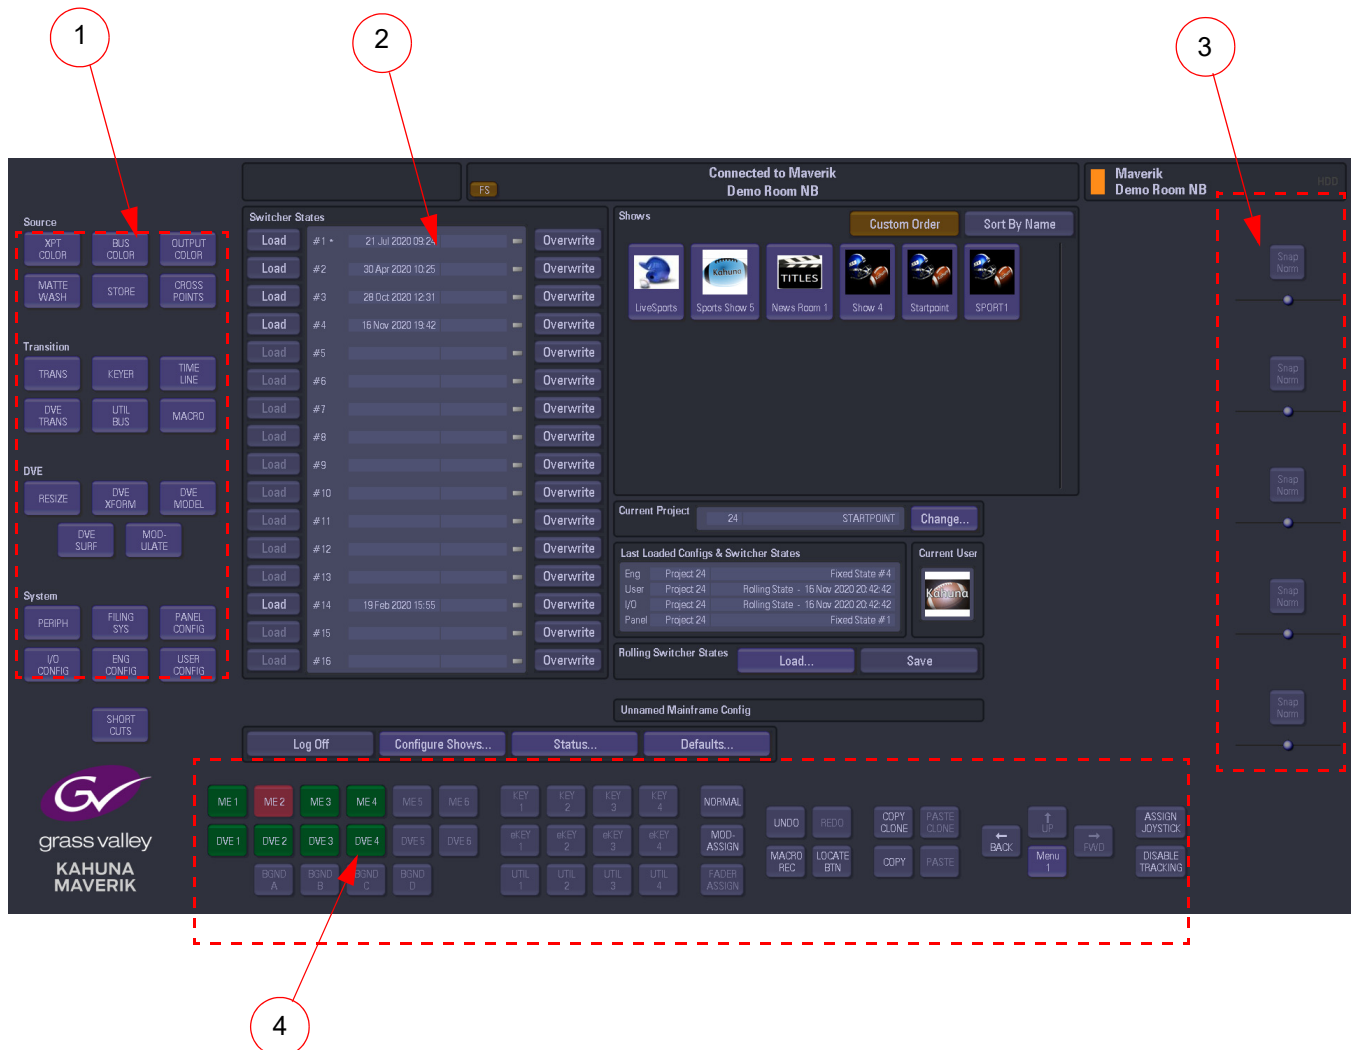 1
2
3
Connected to Maverik
Demo Room NB
FS
Maverik
Demo Room NB
HDD
Source
XPT COLOR
BUS COLOR
OUTPUT COLOR
MATTE WASH
STORE
CROSS POINTS
Transition
TRANS
KEYER
TIME LINE
DVE TRANS
UTIL BUS
MACRO
DVE
RESIZE
DVE XFORM
DVE MODEL
DVE SURF
MOD- ULATE
System
PERIPH
FILING SYS
PANEL CONFIG
I/O CONFIG
ENG CONFIG
USER CONFIG
SHORT CUTS
Switcher States
Load #1 * 21 Jul 2020 09:24 Overwrite
Load #2 30 Apr 2020 10:25 Overwrite
Load #3 28 Oct 2020 12:31 Overwrite
Load #4 16 Nov 2020 19:42 Overwrite
Load #5 Overwrite
Load #6 Overwrite
Load #7 Overwrite
Load #8 Overwrite
Load #9 Overwrite
Load #10 Overwrite
Load #11 Overwrite
Load #12 Overwrite
Load #13 Overwrite
Load #14 19 Feb 2020 15:55 Overwrite
Load #15 Overwrite
Load #16 Overwrite
Shows
Custom Order
Sort By Name
Kahuna
TITLES
LiveSports
Sports Show 5
News Room 1
Show 4
Startpoint
SPORT1
Current Project 24 STARTPOINT Change...
Last Loaded Configs & Switcher States
Eng Project 24 Fixed State #4
User Project 24 Rolling State - 16 Nov 2020 20:42:42
I/O Project 24 Rolling State - 16 Nov 2020 20:42:42
Panel Project 24 Fixed State #1
Current User
Kahuna
Rolling Switcher States Load... Save
Unnamed Mainframe Config
Log Off
Configure Shows...
Status...
Defaults...
Snap Norm
Snap Norm
Snap Norm
Snap Norm
Snap Norm
GV
grass valley
KAHUNA
MAVERIK
ME 1
ME 2
ME 3
ME 4
ME 5
ME 6
KEY 1
KEY 2
KEY 3
KEY 4
NORMAL
DVE 1
DVE 2
DVE 3
DVE 4
DVE 5
DVE 6
eKEY 1
eKEY 2
eKEY 3
eKEY 4
MOD- ASSIGN
BGND A
BGND B
BGND C
BGND D
UTIL 1
UTIL 2
UTIL 3
UTIL 4
FADER ASSIGN
UNDO
REDO
MACRO REC
LOCATE BTN
COPY CLONE
PASTE CLONE
COPY
PASTE
BACK
UP
FWD
Menu 1
ASSIGN JOYSTICK
DISABLE TRACKING
4